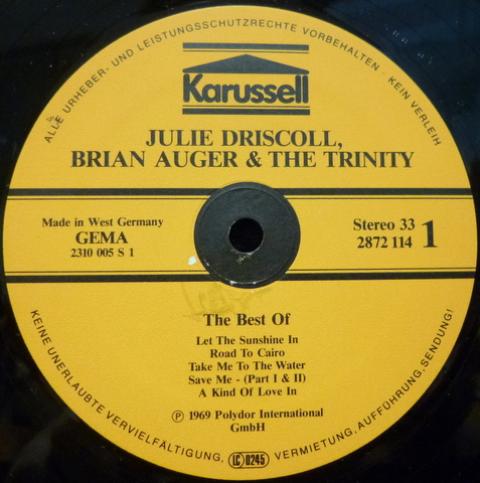 ALLE URHEBER- UND LEISTUNGSSCHUTZRECHTE VORBEHALTEN - KEIN VERLEIH
Karussell
JULIE DRISCOLL,
BRIAN AUGER & THE TRINITY
Made in West Germany
GEMA
2310 005 S 1
Stereo 33
2872 114
1
The Best Of
Let The Sunshine In
Road To Cairo
Take Me To The Water
Save Me - (Part I & II)
A Kind Of Love In
℗ 1969 Polydor International
GmbH
KEINE UNERLAUBTE VERVIELFÄLTIGUNG, LC 0245 VERMIETUNG, AUFFÜHRUNG, SENDUNG!